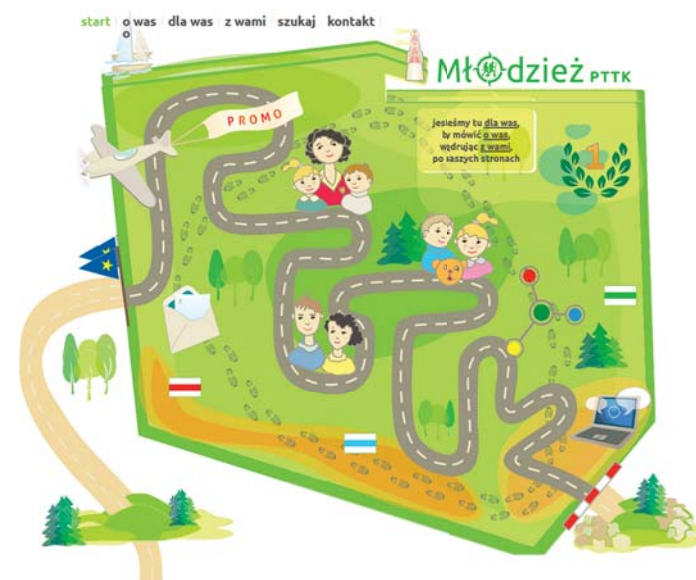 start o was dla was z wami szukaj kontakt
o
Młodzież PTTK
PROMO
jesteśmy tu dla was,
by mówić o was,
wędrując z wami,
po naszych stronach
1